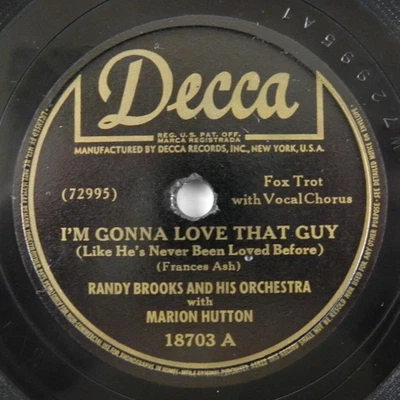 Decca
REG. U.S. PAT. OFF.
MARCA REGISTRADA
MANUFACTURED BY DECCA RECORDS, INC., NEW YORK, U.S.A.
(72995)
Fox Trot
with Vocal Chorus
I'M GONNA LOVE THAT GUY
(Like He's Never Been Loved Before)
(Frances Ash)
RANDY BROOKS AND HIS ORCHESTRA
with
MARION HUTTON
18703 A
72995A1